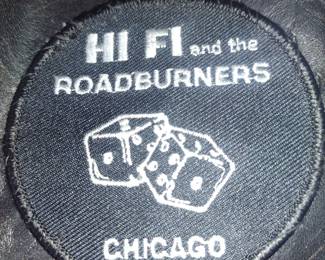 HI FI and the
ROADBURNERS
CHICAGO